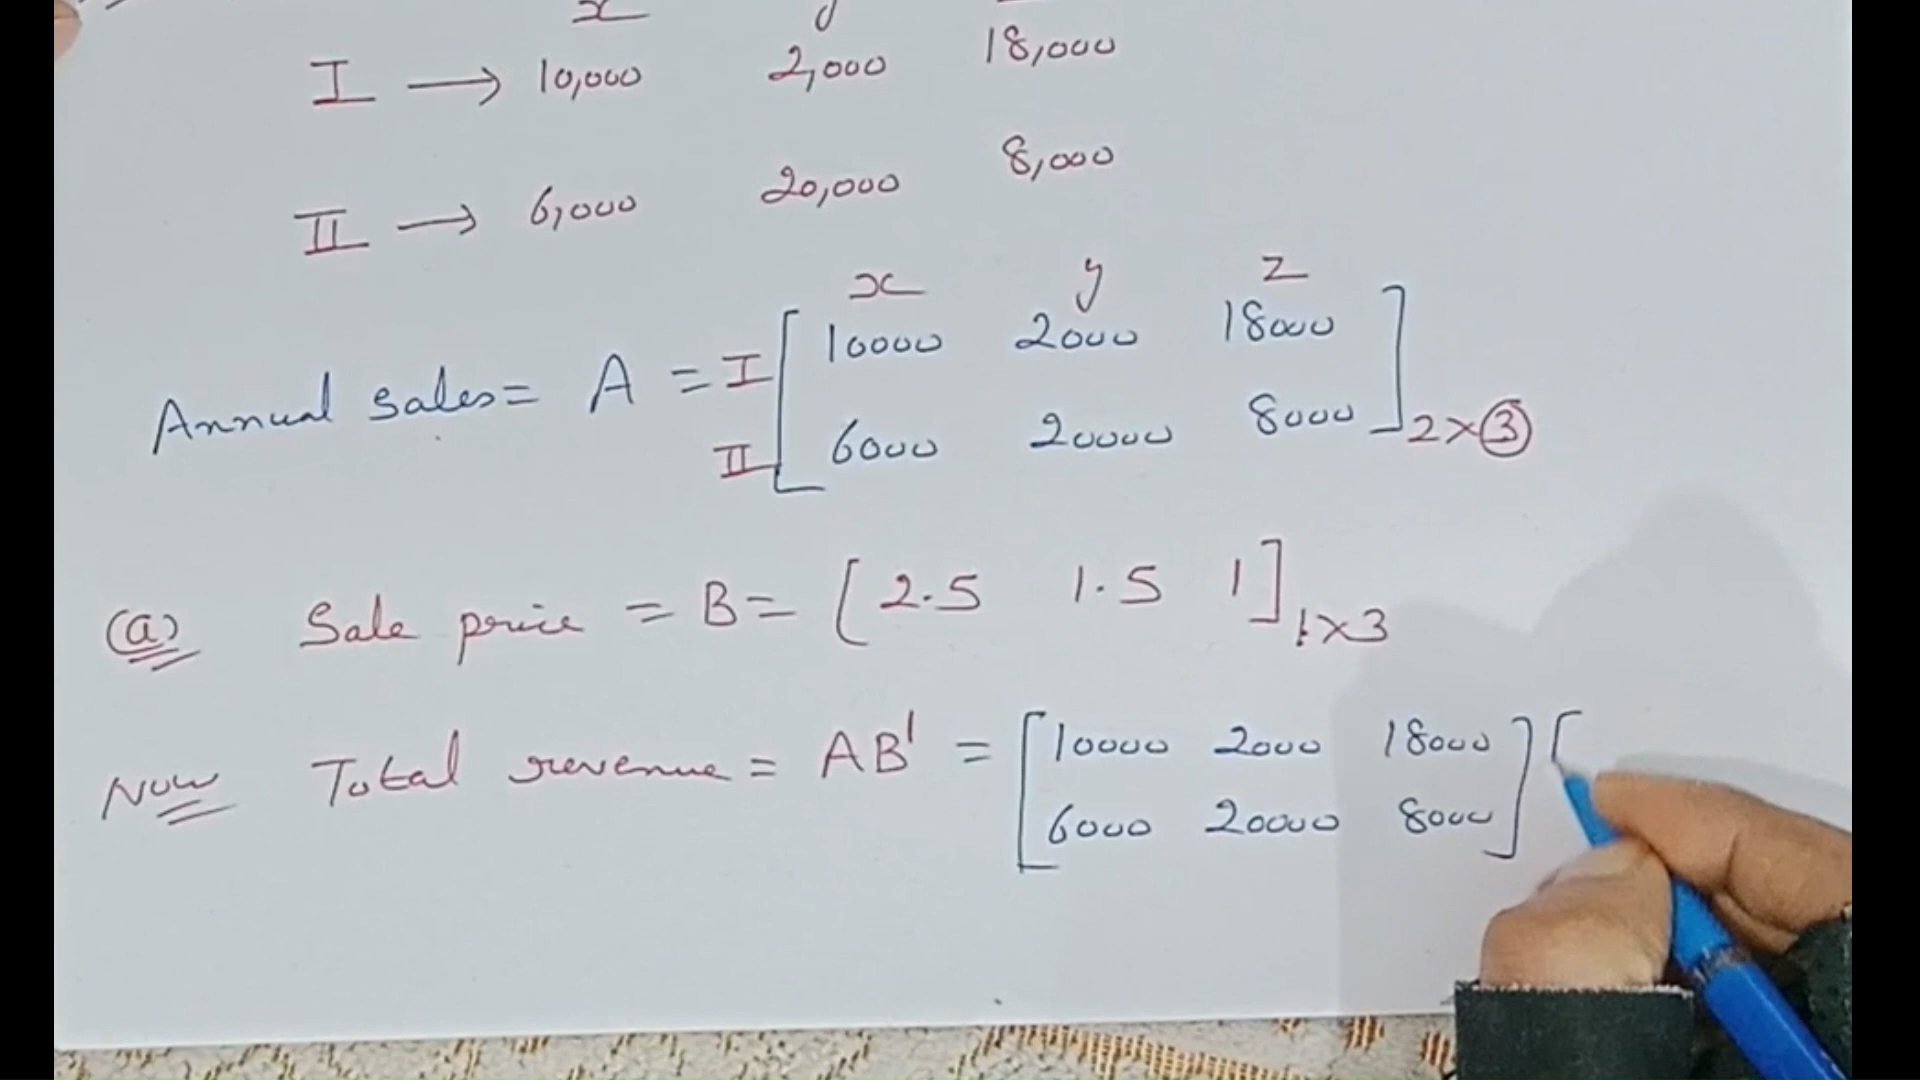 x y
I → 10,000 2,000 18,000
II → 6,000 20,000 8,000
x y z
Annual sales = A = I [ 10000 2000 18000
II 6000 20000 8000 ] 2×3
(a) Sale price = B = [ 2.5 1.5 1 ] 1×3
Now Total revenue = AB' = [ 10000 2000 18000 ] [
6000 20000 8000